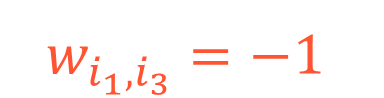 w_{i_1,i_3} = −1